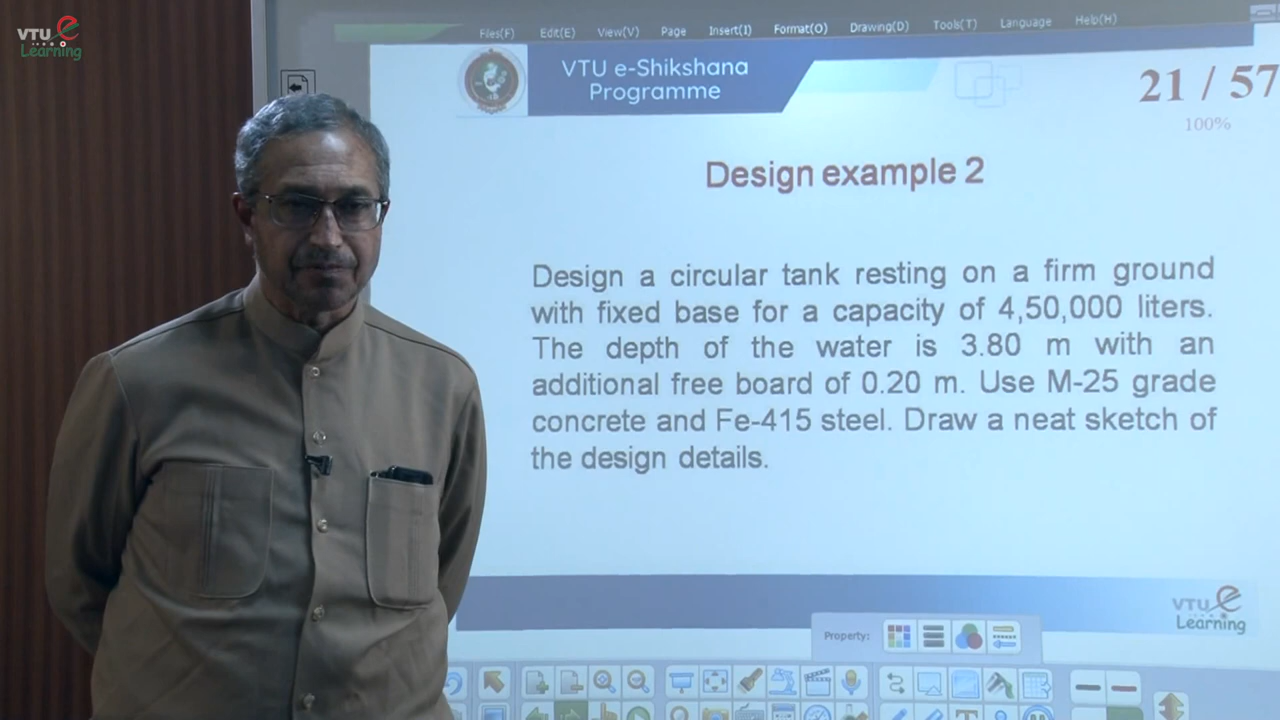 VTU e
Learning
Files(F) Edit(E) View(V) Page Insert(I) Format(O) Drawing(D) Tools(T) Language Help(H)
VTU e-Shikshana
Programme
21 / 57
100%
Design example 2
Design a circular tank resting on a firm ground
with fixed base for a capacity of 4,50,000 liters.
The depth of the water is 3.80 m with an
additional free board of 0.20 m. Use M-25 grade
concrete and Fe-415 steel. Draw a neat sketch of
the design details.
VTU e
Learning
Property: